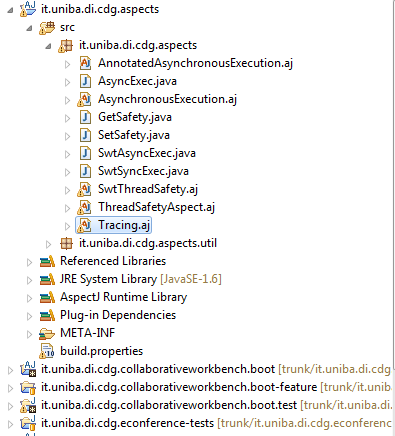 it.uniba.di.cdg.aspects
src
it.uniba.di.cdg.aspects
AnnotatedAsynchronousExecution.aj
AsyncExec.java
AsynchronousExecution.aj
GetSafety.java
SetSafety.java
SwtAsyncExec.java
SwtSyncExec.java
SwtThreadSafety.aj
ThreadSafetyAspect.aj
Tracing.aj
it.uniba.di.cdg.aspects.util
Referenced Libraries
JRE System Library [JavaSE-1.6]
AspectJ Runtime Library
Plug-in Dependencies
META-INF
build.properties
it.uniba.di.cdg.collaborativeworkbench.boot [trunk/it.uniba.di.cdg
it.uniba.di.cdg.collaborativeworkbench.boot-feature [trunk/it.uniba
it.uniba.di.cdg.collaborativeworkbench.boot.test [trunk/it.uniba.di
it.uniba.di.cdg.econference-tests [trunk/it.uniba.di.cdg.econferenc